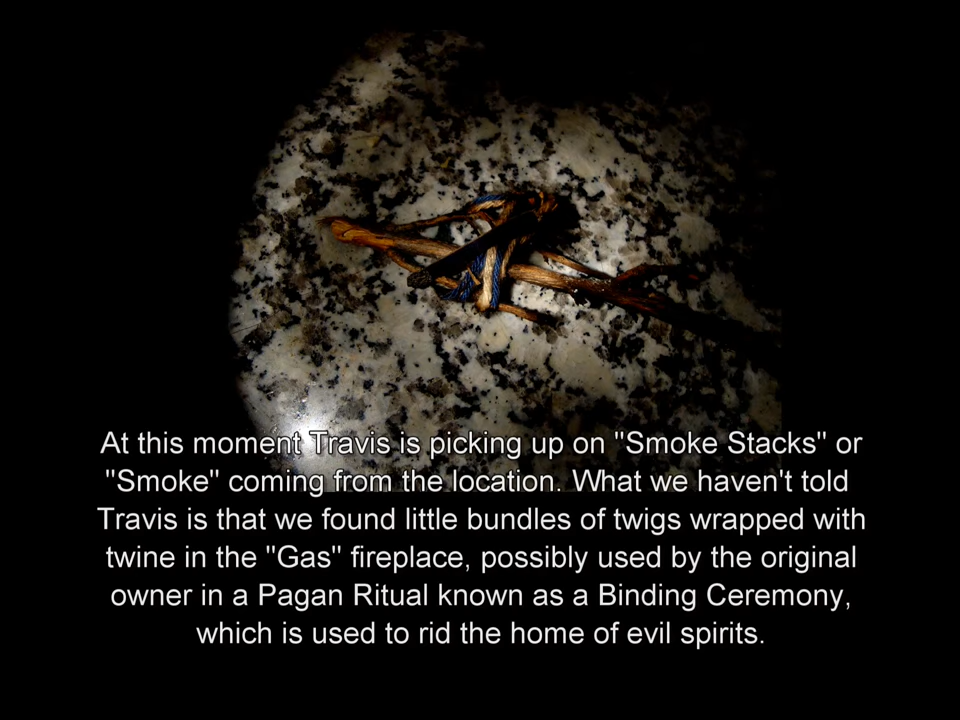 At this moment Travis is picking up on "Smoke Stacks" or
"Smoke" coming from the location. What we haven't told
Travis is that we found little bundles of twigs wrapped with
twine in the "Gas" fireplace, possibly used by the original
owner in a Pagan Ritual known as a Binding Ceremony,
which is used to rid the home of evil spirits.